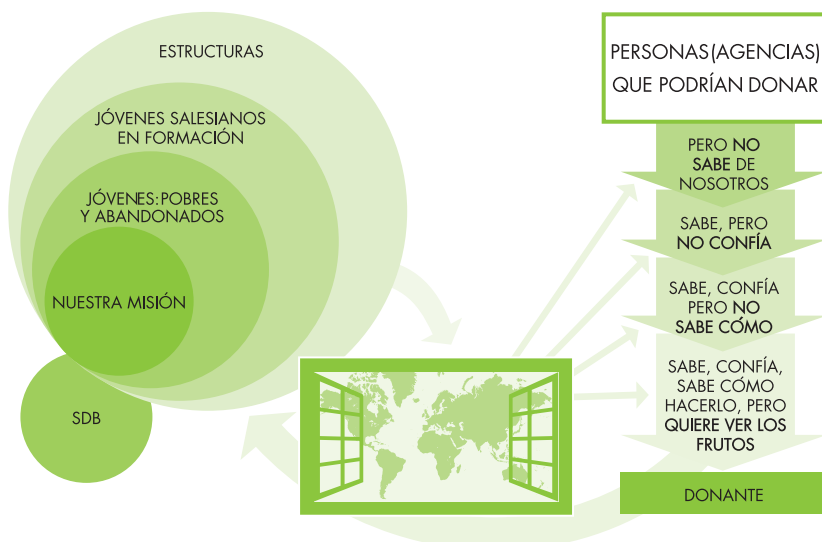 ESTRUCTURAS
JÓVENES SALESIANOS
EN FORMACIÓN
JÓVENES: POBRES
Y ABANDONADOS
NUESTRA MISIÓN
SDB
PERSONAS (AGENCIAS)
QUE PODRÍAN DONAR
PERO NO
SABE DE
NOSOTROS
SABE, PERO
NO CONFÍA
SABE, CONFÍA
PERO NO
SABE CÓMO
SABE, CONFÍA,
SABE CÓMO
HACERLO, PERO
QUIERE VER LOS
FRUTOS
DONANTE